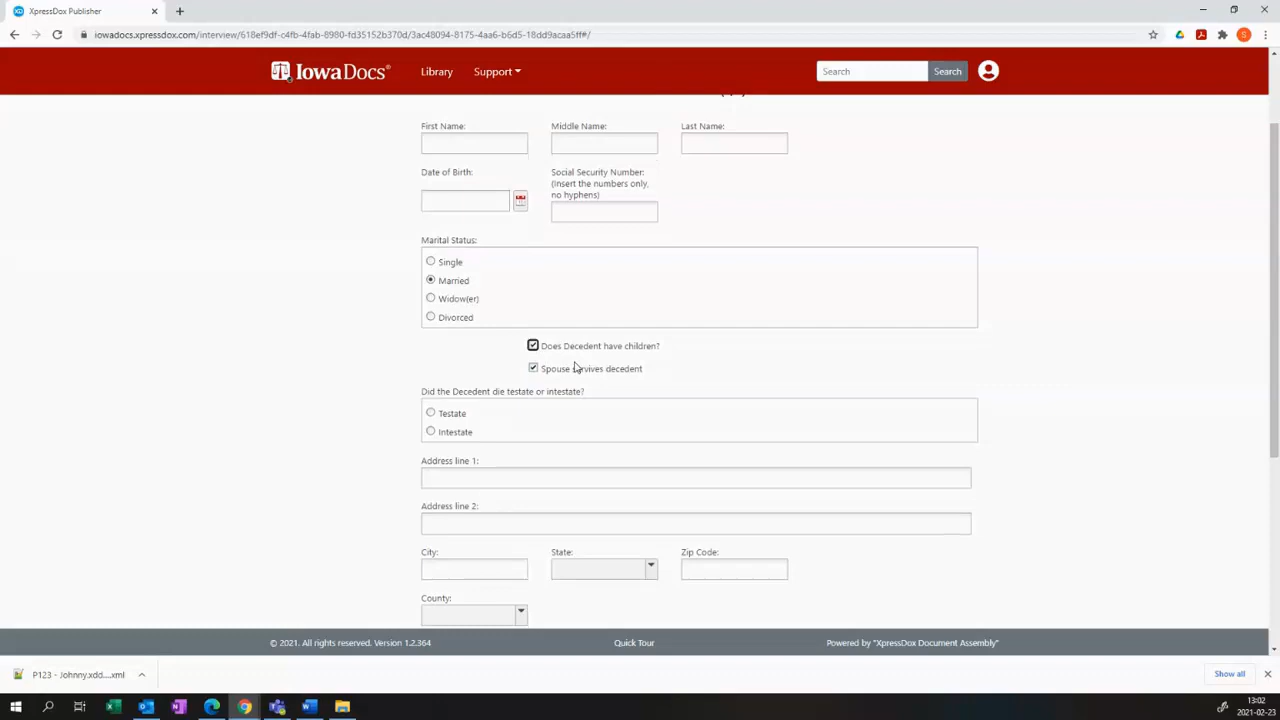 XpressDox Publisher
iowadocs.xpressdox.com/interview/618ef9df-c4fb-4fab-8980-fd35152b370d/3ac48094-8175-4aa6-b6d5-18dd9acaa5ff#/
S
IowaDocs®
Library
Support
Search
Search
First Name:
Middle Name:
Last Name:
Date of Birth:
Social Security Number:
(Insert the numbers only,
no hyphens)
Marital Status:
Single
Married
Widow(er)
Divorced
Does Decedent have children?
Spouse survives decedent
Did the Decedent die testate or intestate?
Testate
Intestate
Address line 1:
Address line 2:
City:
State:
Zip Code:
County:
© 2021. All rights reserved. Version 1.2.364
Quick Tour
Powered by "XpressDox Document Assembly"
P123 - Johnny.xdd....xml
Show all
13:02
2021-02-23